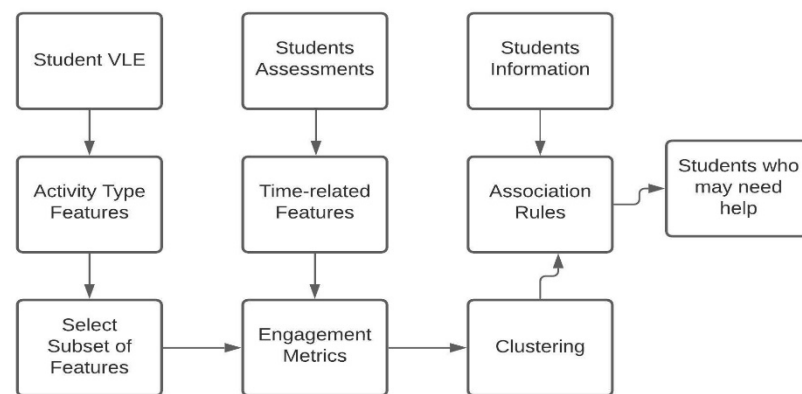 Student VLE
Students
Assessments
Students
Information
Activity Type
Features
Time-related
Features
Association
Rules
Students who
may need
help
Select
Subset of
Features
Engagement
Metrics
Clustering